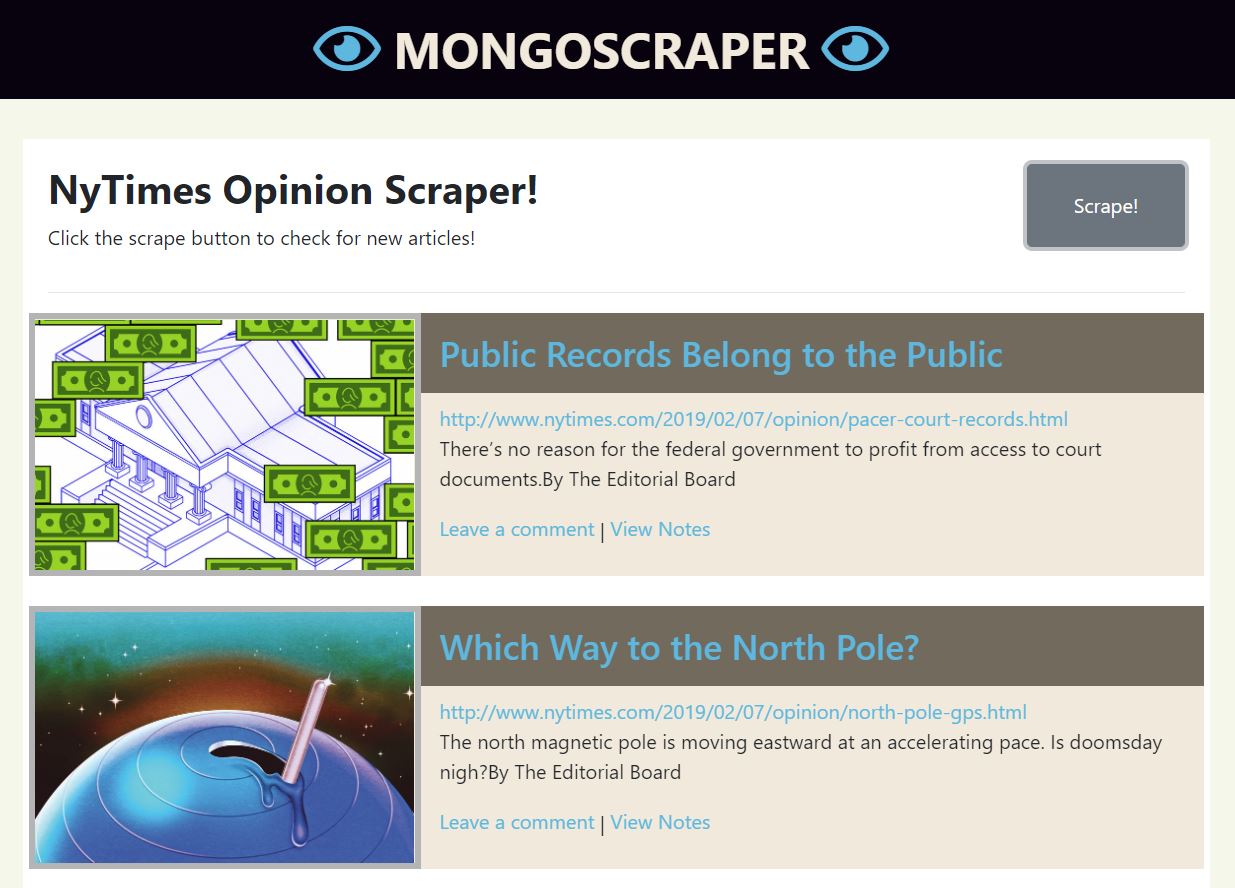 MONGOSCRAPER
NyTimes Opinion Scraper!
Click the scrape button to check for new articles!
Scrape!
Public Records Belong to the Public
http://www.nytimes.com/2019/02/07/opinion/pacer-court-records.html
There’s no reason for the federal government to profit from access to court
documents.By The Editorial Board
Leave a comment | View Notes
Which Way to the North Pole?
http://www.nytimes.com/2019/02/07/opinion/north-pole-gps.html
The north magnetic pole is moving eastward at an accelerating pace. Is doomsday
nigh?By The Editorial Board
Leave a comment | View Notes